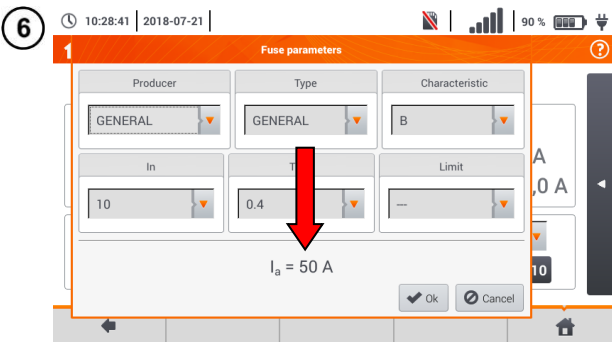 6
10:28:41 2018-07-21 90 %
1 Fuse parameters ?
Producer Type Characteristic
GENERAL GENERAL B
In T Limit
10 0.4 ---
A
,0 A
Ia = 50 A
10
Ok Cancel